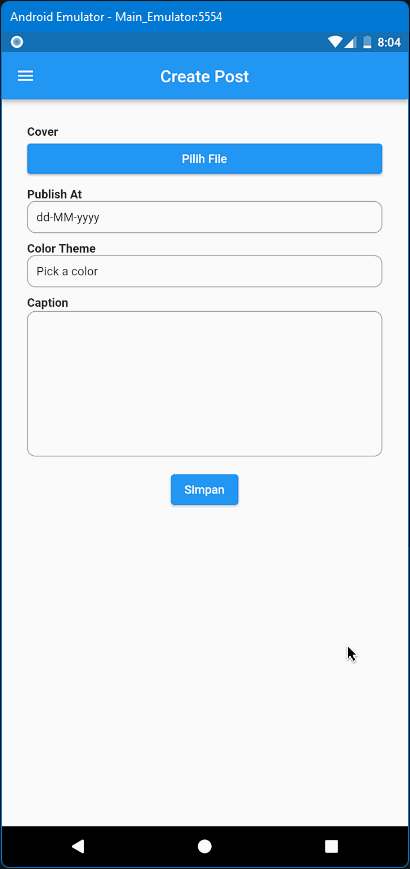 Android Emulator - Main_Emulator:5554
8:04
Create Post
Cover
Pilih File
Publish At
dd-MM-yyyy
Color Theme
Pick a color
Caption
Simpan